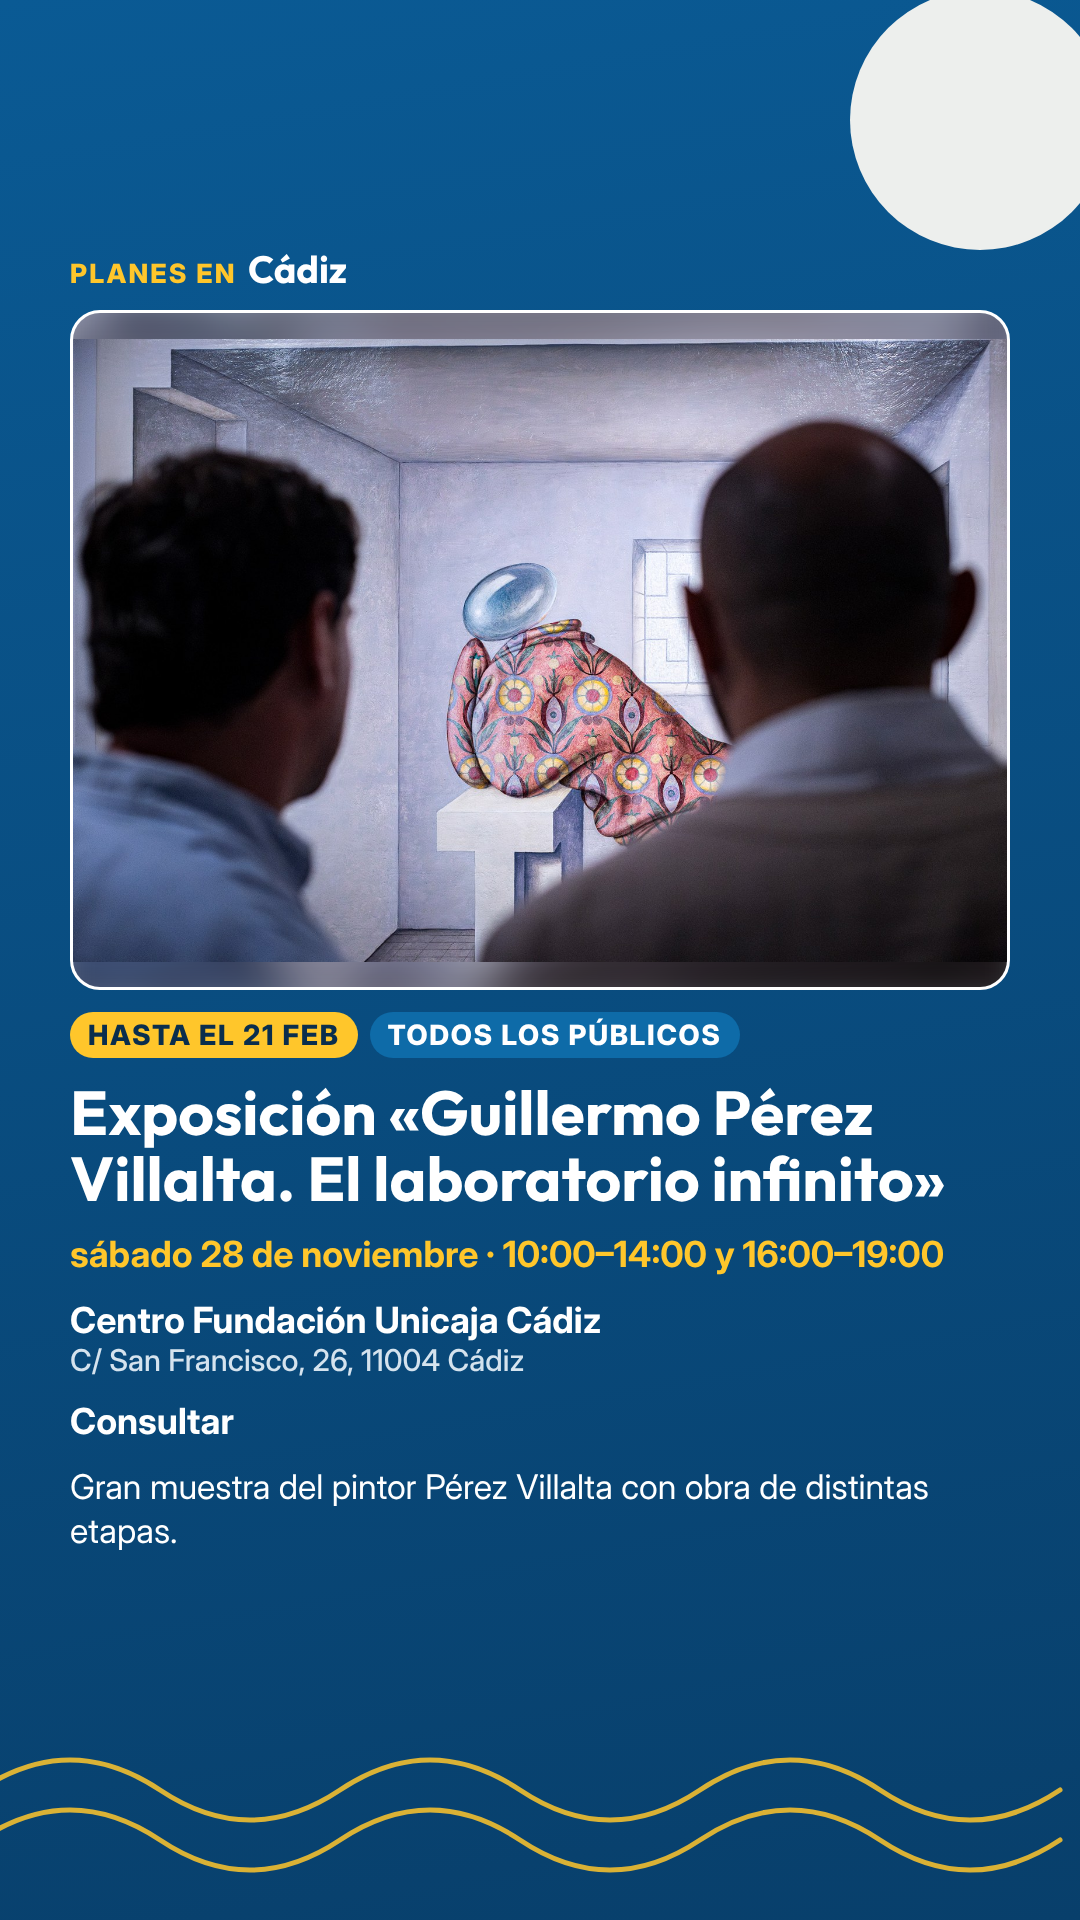 PLANES EN Cádiz
HASTA EL 21 FEB TODOS LOS PÚBLICOS
Exposición «Guillermo Pérez
Villalta. El laboratorio infinito»
sábado 28 de noviembre · 10:00–14:00 y 16:00–19:00
Centro Fundación Unicaja Cádiz
C/ San Francisco, 26, 11004 Cádiz
Consultar
Gran muestra del pintor Pérez Villalta con obra de distintas
etapas.